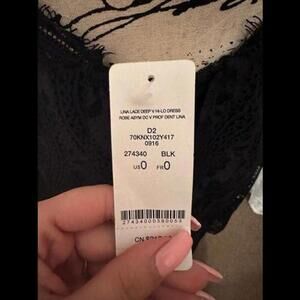 LINA LACE DEEP V HI-LO DRESS
ROBE ASYM DC V PROF DENT LINA
D2
70KNX102Y417
0916
274340 BLK
US 0 FR 0
CN